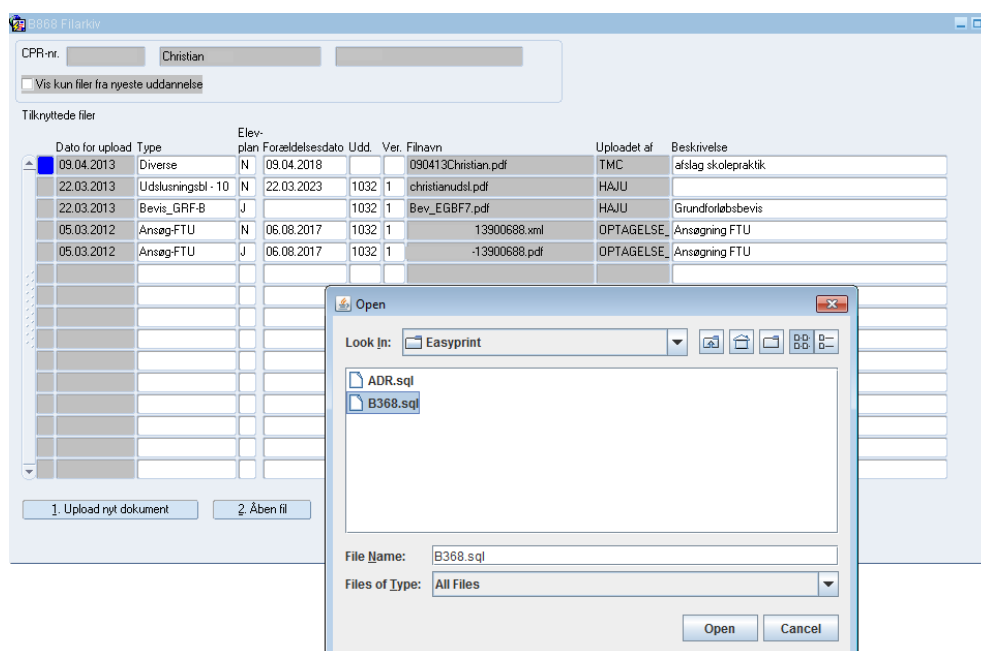 B868 Filarkiv
CPR-nr. Christian
Vis kun filer fra nyeste uddannelse
Tilknyttede filer
Dato for upload Type Elev-plan Forældelsesdato Udd. Ver. Filnavn Uploadet af Beskrivelse
09.04.2013 Diverse N 09.04.2018 090413Christian.pdf TMC afslag skolepraktik
22.03.2013 Udslusningsbl - 10 N 22.03.2023 1032 1 christianudsl.pdf HAJU
22.03.2013 Bevis_GRF-B J 1032 1 Bev_EGBF7.pdf HAJU Grundforløbsbevis
05.03.2012 Ansøg-FTU N 06.08.2017 1032 1 13900688.xml OPTAGELSE_ Ansøgning FTU
05.03.2012 Ansøg-FTU J 06.08.2017 1032 1 -13900688.pdf OPTAGELSE_ Ansøgning FTU
1. Upload nyt dokument 2. Åben fil
Open
Look In: Easyprint
ADR.sql
B368.sql
File Name: B368.sql
Files of Type: All Files
Open Cancel